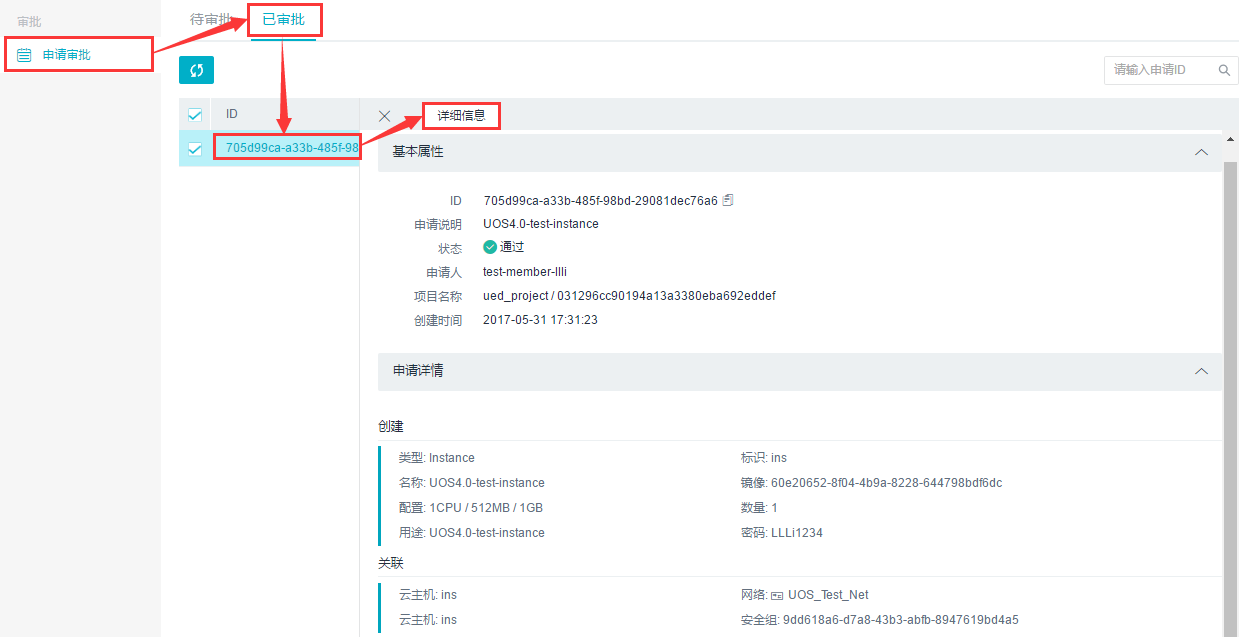 审批
申请审批
待审批
已审批
请输入申请ID
ID
705d99ca-a33b-485f-98
详细信息
基本属性
ID 705d99ca-a33b-485f-98bd-29081dec76a6
申请说明 UOS4.0-test-instance
状态 通过
申请人 test-member-llli
项目名称 ued_project / 031296cc90194a13a3380eba692eddef
创建时间 2017-05-31 17:31:23
申请详情
创建
类型: Instance 标识: ins
名称: UOS4.0-test-instance 镜像: 60e20652-8f04-4b9a-8228-644798bdf6dc
配置: 1CPU / 512MB / 1GB 数量: 1
用途: UOS4.0-test-instance 密码: LLLi1234
关联
云主机: ins 网络: UOS_Test_Net
云主机: ins 安全组: 9dd618a6-d7a8-43b3-abfb-8947619bd4a5